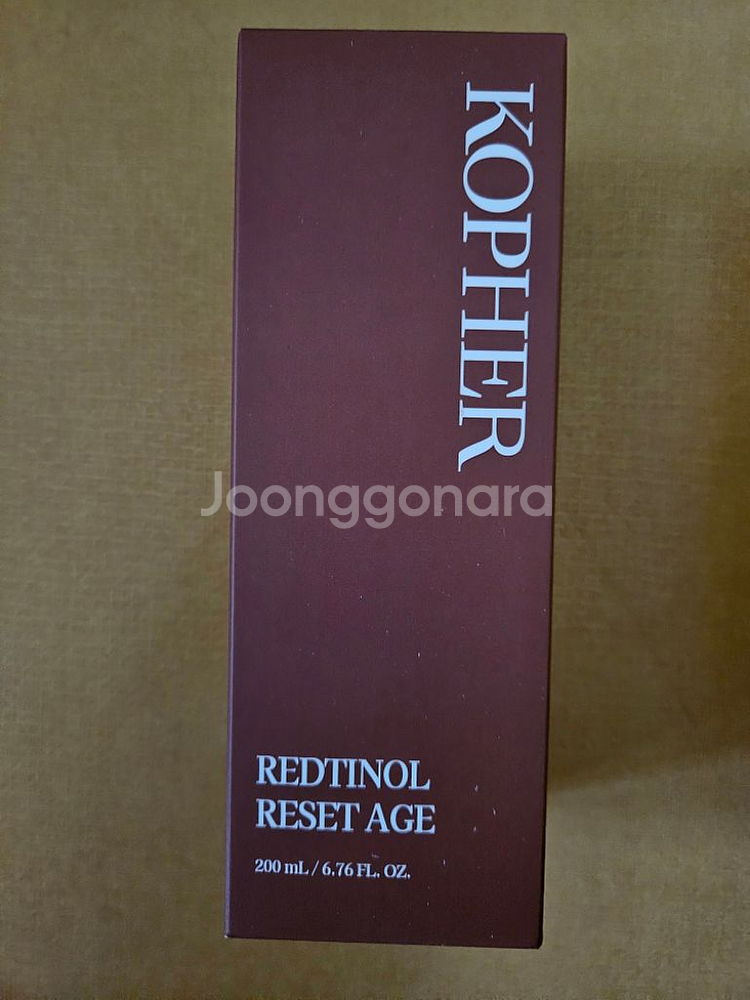 KOPHER
Joonggonara
REDTINOL
RESET AGE
200 mL / 6.76 FL. OZ.